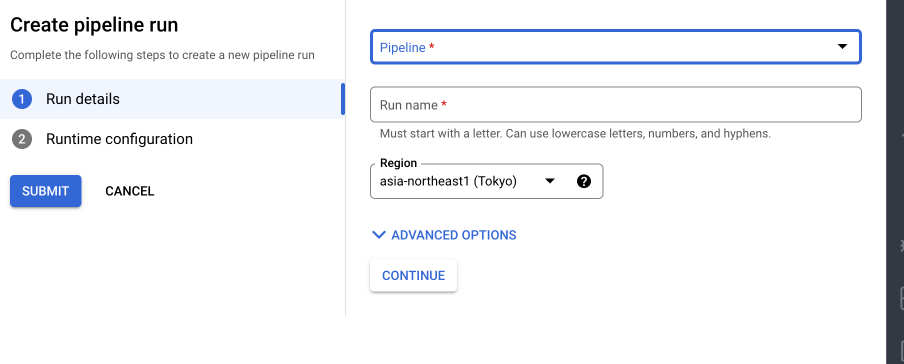 Create pipeline run
Complete the following steps to create a new pipeline run
1 Run details
2 Runtime configuration
SUBMIT CANCEL
Pipeline *
Run name *
Must start with a letter. Can use lowercase letters, numbers, and hyphens.
Region
asia-northeast1 (Tokyo) ?
ADVANCED OPTIONS
CONTINUE